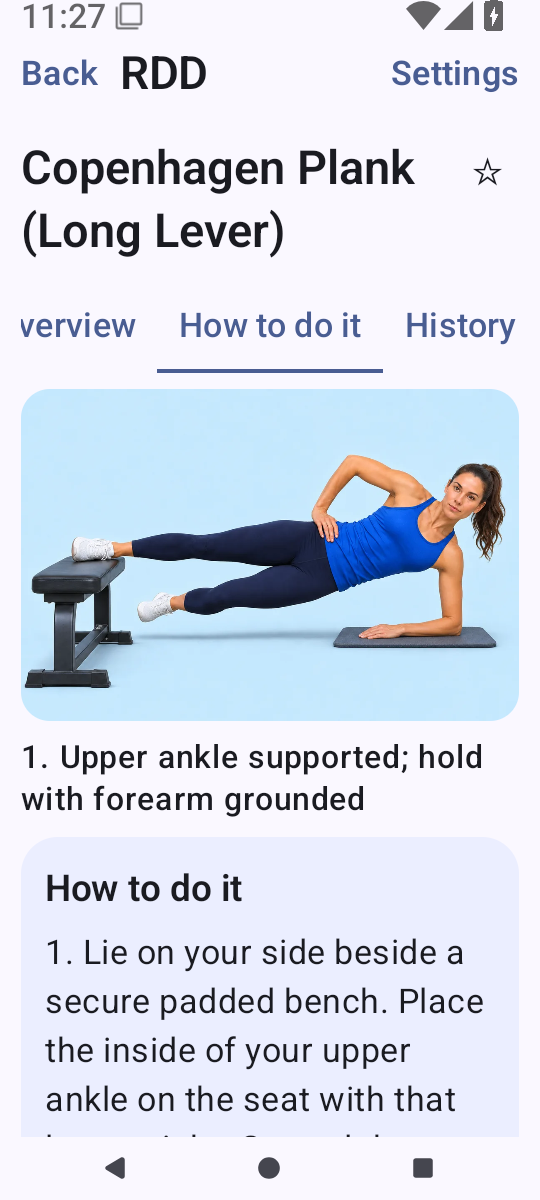 11:27
Back RDD Settings
Copenhagen Plank
(Long Lever)
verview How to do it History
1. Upper ankle supported; hold
with forearm grounded
How to do it
1. Lie on your side beside a
secure padded bench. Place
the inside of your upper
ankle on the seat with that